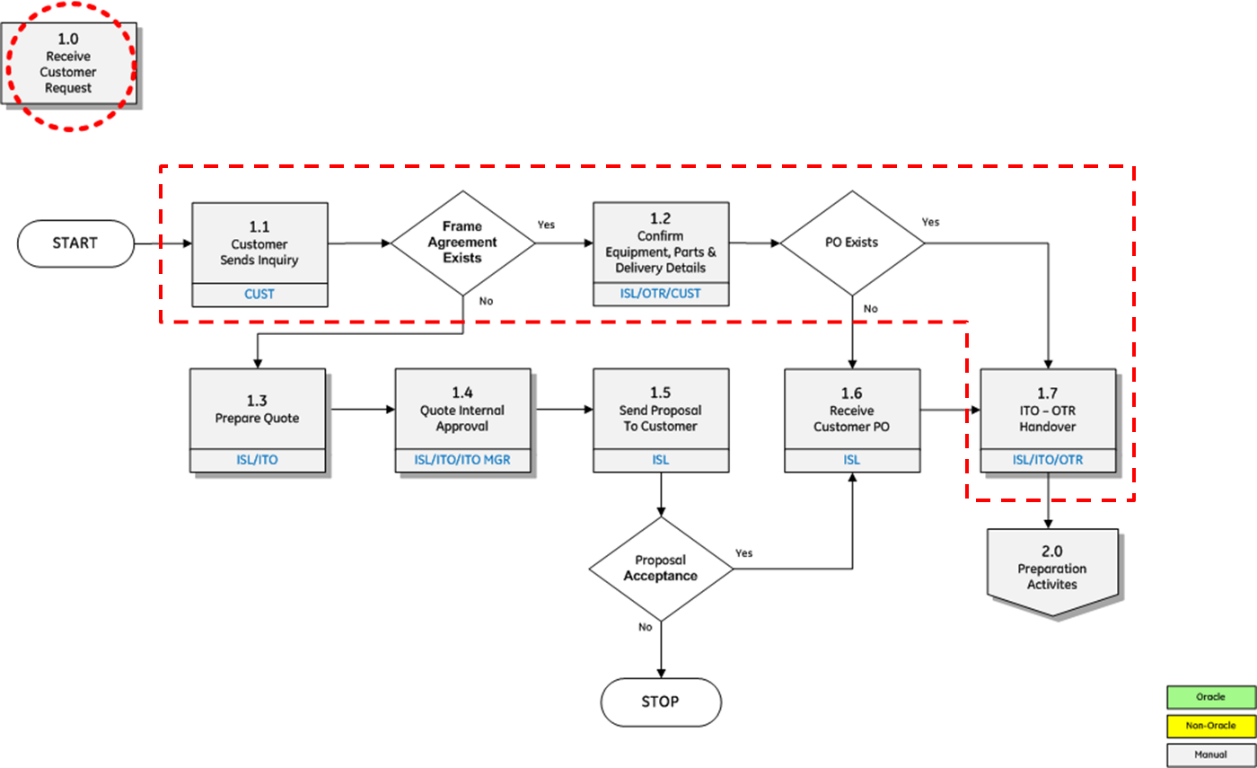 1.0
Receive
Customer
Request
START
1.1
Customer
Sends Inquiry
CUST
Frame
Agreement
Exists
Yes
No
1.2
Confirm
Equipment, Parts &
Delivery Details
ISL/OTR/CUST
PO Exists
Yes
No
1.3
Prepare Quote
ISL/ITO
1.4
Quote Internal
Approval
ISL/ITO/ITO MGR
1.5
Send Proposal
To Customer
ISL
1.6
Receive
Customer PO
ISL
1.7
ITO – OTR
Handover
ISL/ITO/OTR
Proposal
Acceptance
Yes
No
2.0
Preparation
Activites
STOP
Oracle
Non-Oracle
Manual